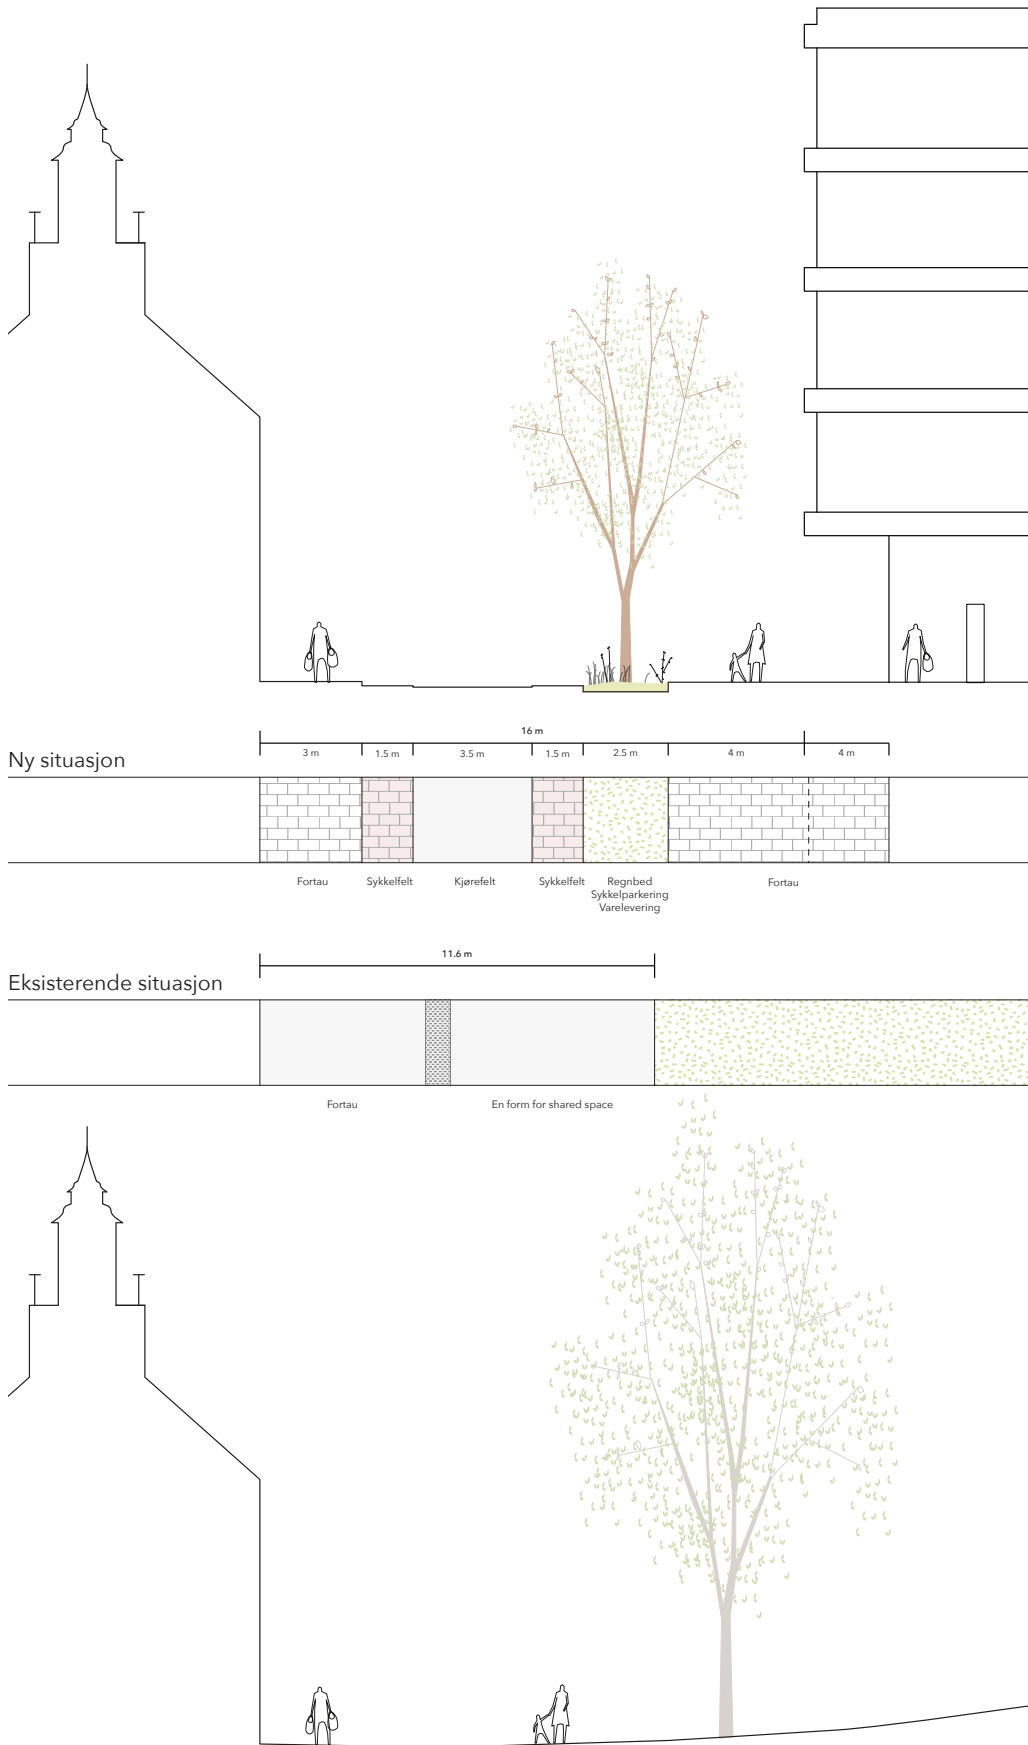 16 m
3 m 1.5 m 3.5 m 1.5 m 2.5 m 4 m 4 m
Ny situasjon
Fortau Sykkelfelt Kjørefelt Sykkelfelt Regnbed Fortau
Sykkelparkering
Varelevering
11.6 m
Eksisterende situasjon
Fortau En form for shared space